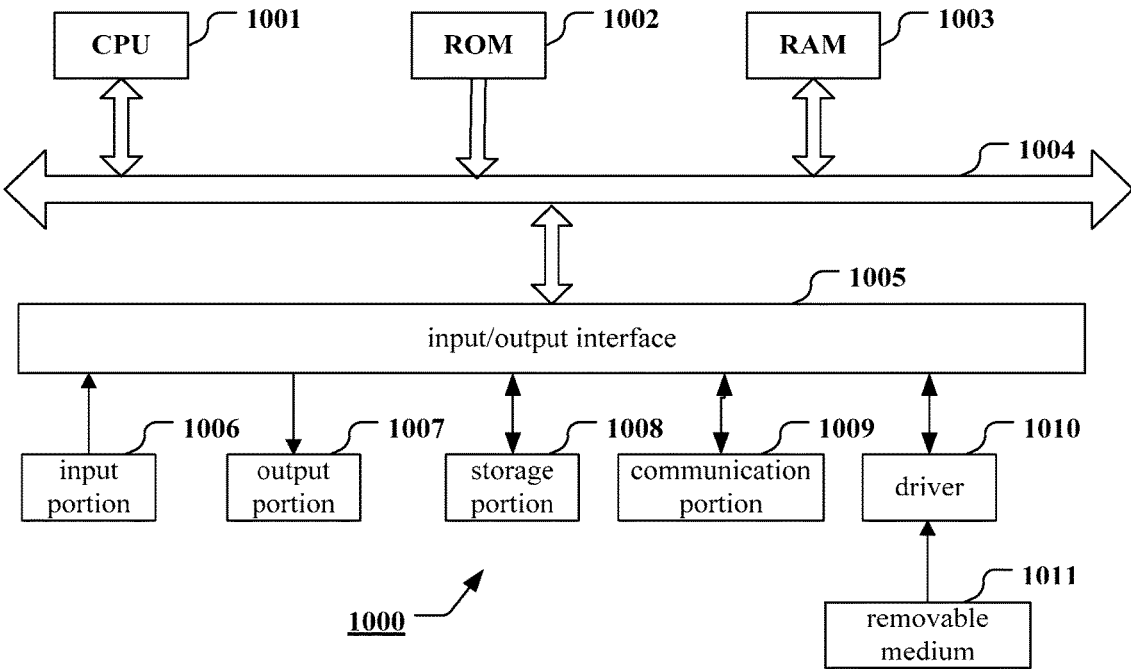 CPU
1001
ROM
1002
RAM
1003
1004
1005
input/output interface
1006
1007
1008
1009
1010
input
portion
output
portion
storage
portion
communication
portion
driver
1011
1000
removable
medium